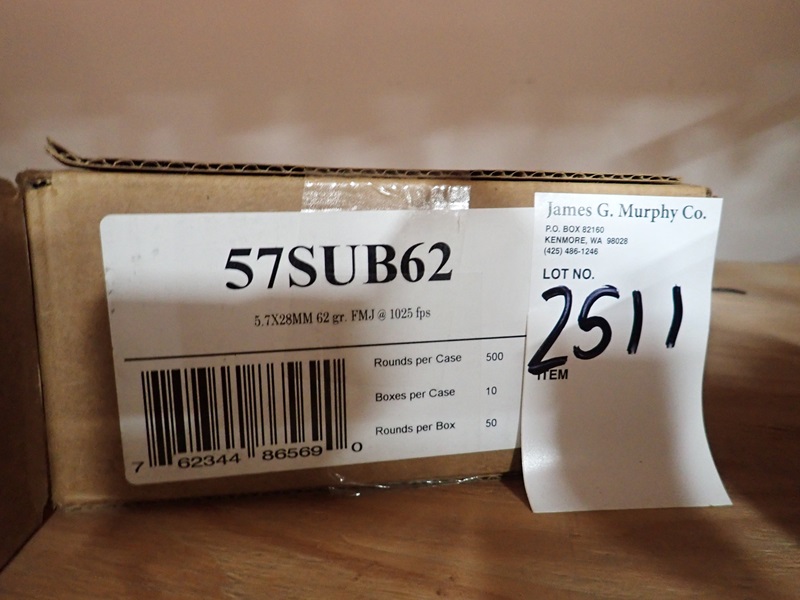 57SUB62
5.7X28MM 62 gr. FMJ @ 1025 fps
Rounds per Case 500
Boxes per Case 10
Rounds per Box 50
7 62344 86569 0
James G. Murphy Co.
P.O. BOX 82160
KENMORE, WA 98028
(425) 486-1246
LOT NO.
2511
ITEM